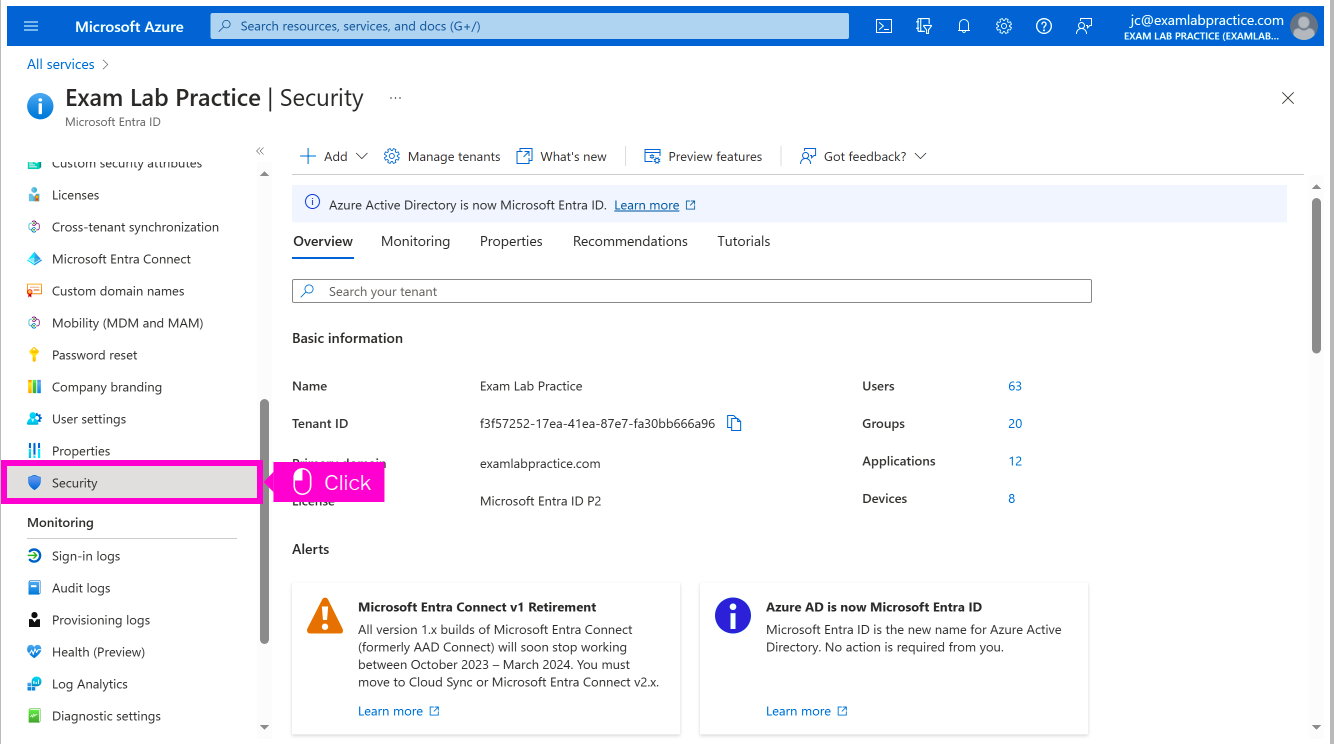 Microsoft Azure
Search resources, services, and docs (G+/)
jc@examlabpractice.com
EXAM LAB PRACTICE (EXAMLAB...
All services
Exam Lab Practice | Security
...
Microsoft Entra ID
Custom security attributes
Licenses
Cross-tenant synchronization
Microsoft Entra Connect
Custom domain names
Mobility (MDM and MAM)
Password reset
Company branding
User settings
Properties
Security
Monitoring
Sign-in logs
Audit logs
Provisioning logs
Health (Preview)
Log Analytics
Diagnostic settings
Click
Add
Manage tenants
What's new
Preview features
Got feedback?
Azure Active Directory is now Microsoft Entra ID. Learn more
Overview
Monitoring
Properties
Recommendations
Tutorials
Search your tenant
Basic information
Name Exam Lab Practice
Users 63
Tenant ID f3f57252-17ea-41ea-87e7-fa30bb666a96
Groups 20
Primary domain examlabpractice.com
Applications 12
License Microsoft Entra ID P2
Devices 8
Alerts
Microsoft Entra Connect v1 Retirement
All version 1.x builds of Microsoft Entra Connect
(formerly AAD Connect) will soon stop working
between October 2023 – March 2024. You must
move to Cloud Sync or Microsoft Entra Connect v2.x.
Learn more
Azure AD is now Microsoft Entra ID
Microsoft Entra ID is the new name for Azure Active
Directory. No action is required from you.
Learn more